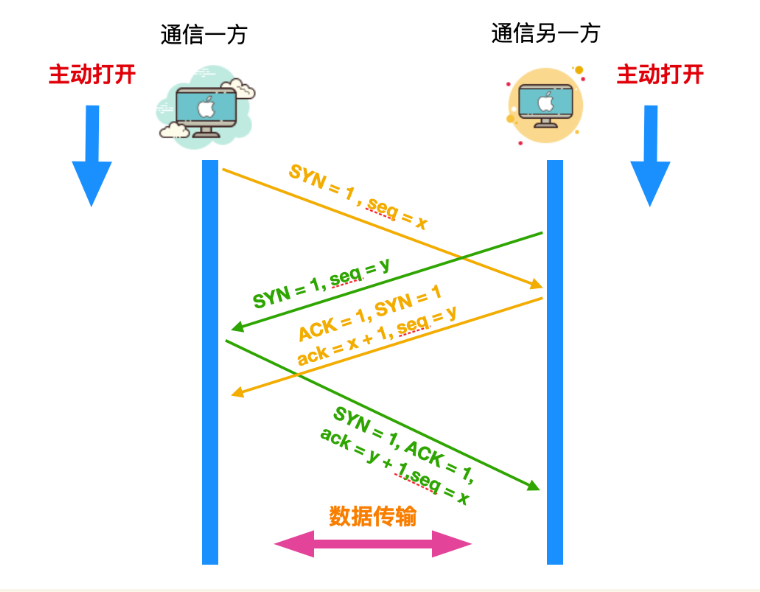 通信一方
通信另一方
主动打开
主动打开
SYN = 1 , seq = x
SYN = 1, seq = y
ACK = 1, SYN = 1
ack = x + 1, seq = y
SYN = 1, ACK = 1,
ack = y + 1,seq = x
数据传输